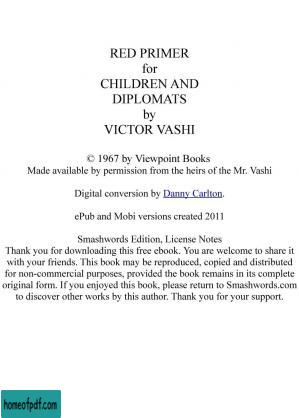 RED PRIMER
for
CHILDREN AND
DIPLOMATS
by
VICTOR VASHI
© 1967 by Viewpoint Books
Made available by permission from the heirs of the Mr. Vashi
Digital conversion by Danny Carlton.
ePub and Mobi versions created 2011
Smashwords Edition, License Notes
Thank you for downloading this free ebook. You are welcome to share it
with your friends. This book may be reproduced, copied and distributed
for non-commercial purposes, provided the book remains in its complete
original form. If you enjoyed this book, please return to Smashwords.com
to discover other works by this author. Thank you for your support.
homeofpdf.com